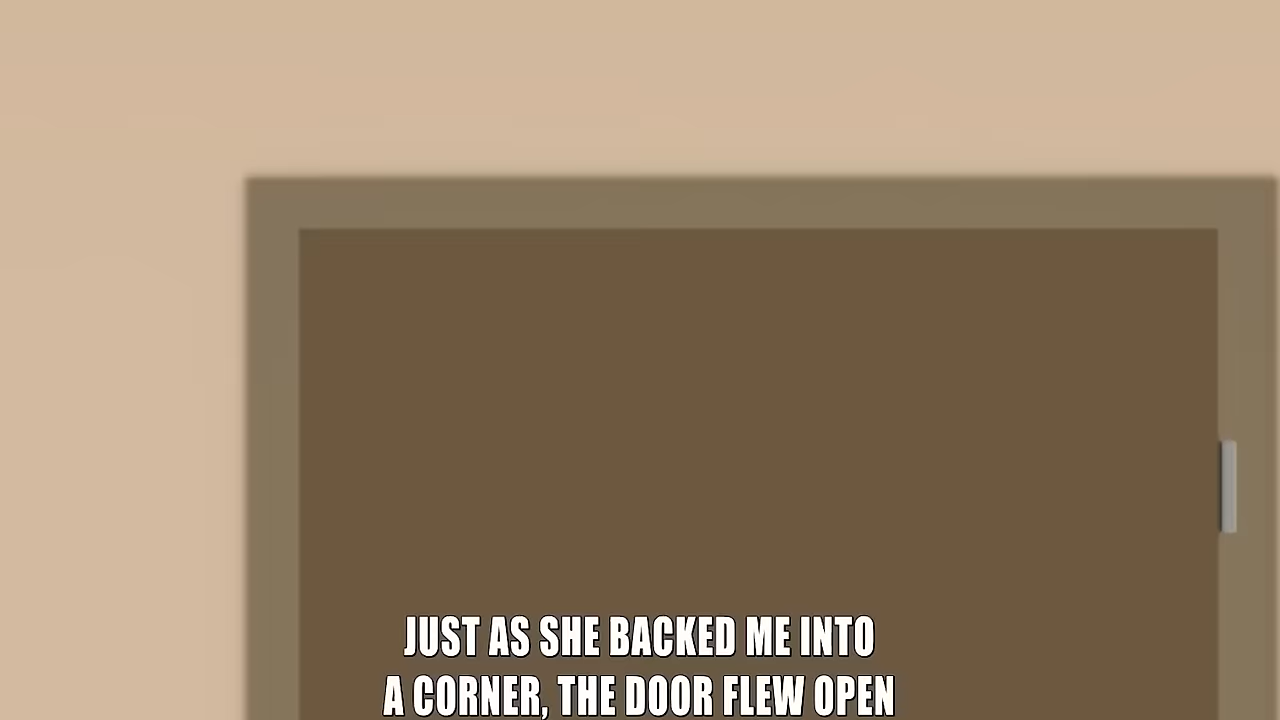 JUST AS SHE BACKED ME INTO
A CORNER, THE DOOR FLEW OPEN